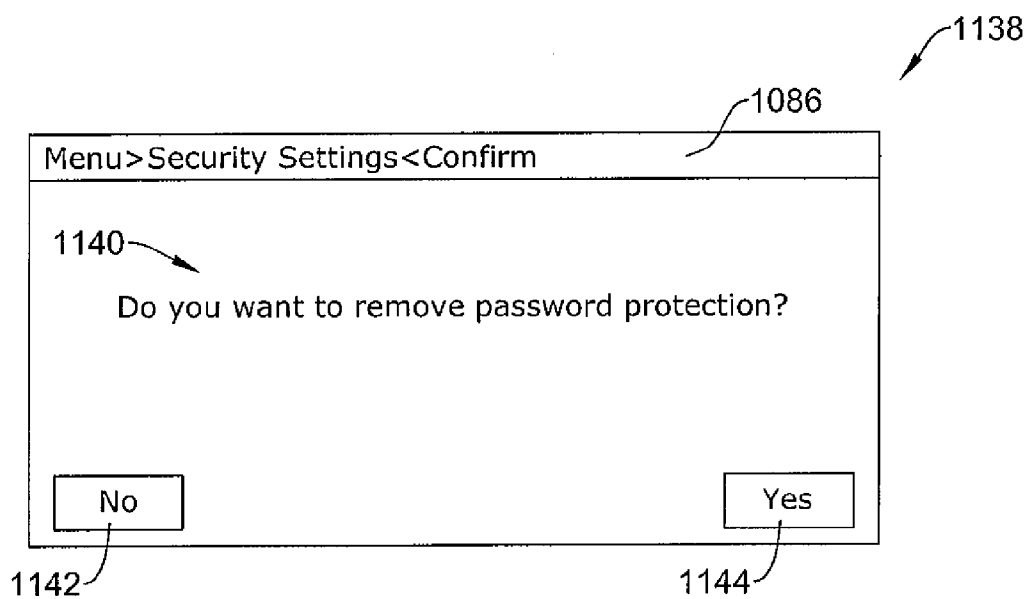 1138
1086
Menu>Security Settings<Confirm
1140
Do you want to remove password protection?
No
Yes
1142
1144